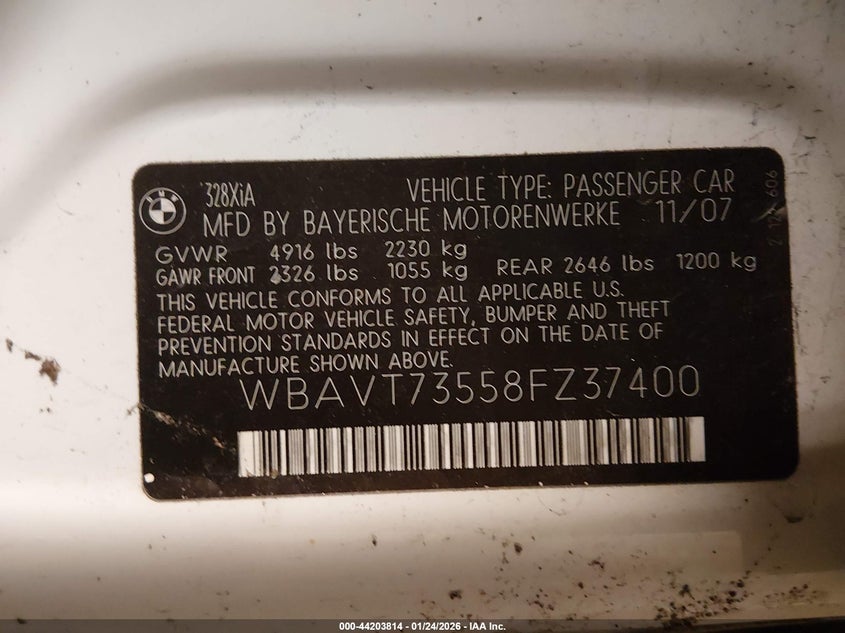 328XiA VEHICLE TYPE: PASSENGER CAR
MFD BY BAYERISCHE MOTORENWERKE 11/07
GVWR 4916 lbs 2230 kg
GAWR FRONT 2326 lbs 1055 kg REAR 2646 lbs 1200 kg
THIS VEHICLE CONFORMS TO ALL APPLICABLE U.S.
FEDERAL MOTOR VEHICLE SAFETY, BUMPER AND THEFT
PREVENTION STANDARDS IN EFFECT ON THE DATE OF
MANUFACTURE SHOWN ABOVE.
WBAVT73558FZ37400
000-44203814 - 01/24/2026 - IAA Inc.